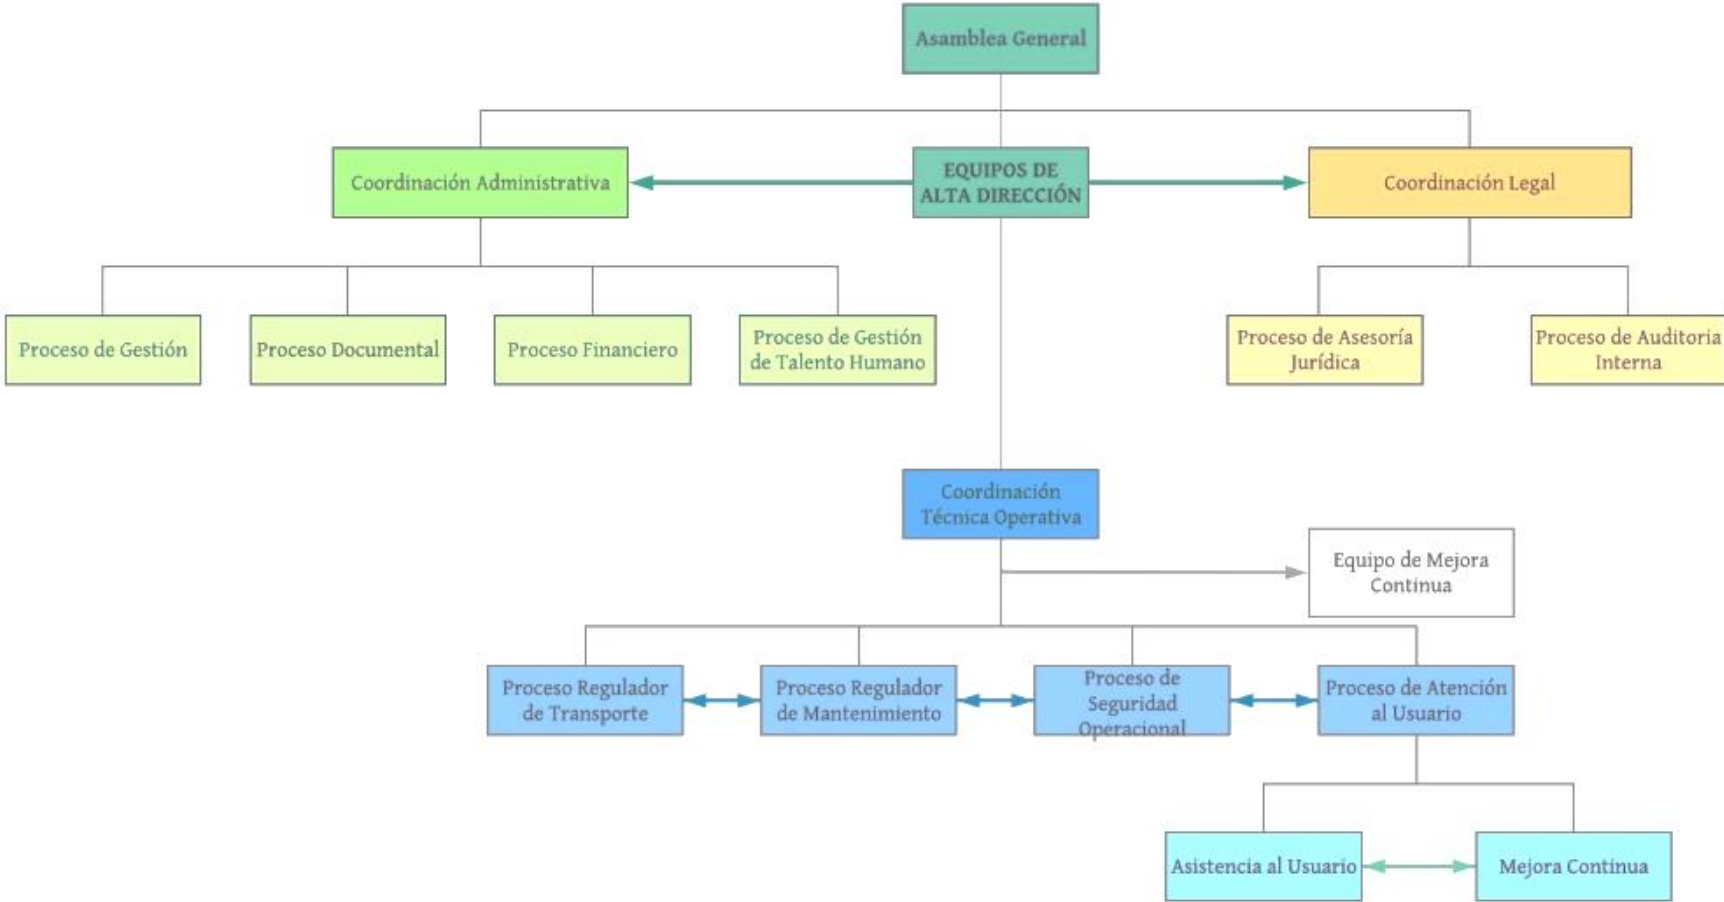 Asamblea General
Coordinación Administrativa
EQUIPOS DE
ALTA DIRECCIÓN
Coordinación Legal
Proceso de Gestión
Proceso Documental
Proceso Financiero
Proceso de Gestión
de Talento Humano
Proceso de Asesoría
Jurídica
Proceso de Auditoria
Interna
Coordinación
Técnica Operativa
Equipo de Mejora
Continua
Proceso Regulador
de Transporte
Proceso Regulador
de Mantenimiento
Proceso de
Seguridad
Operacional
Proceso de Atención
al Usuario
Asistencia al Usuario
Mejora Continua